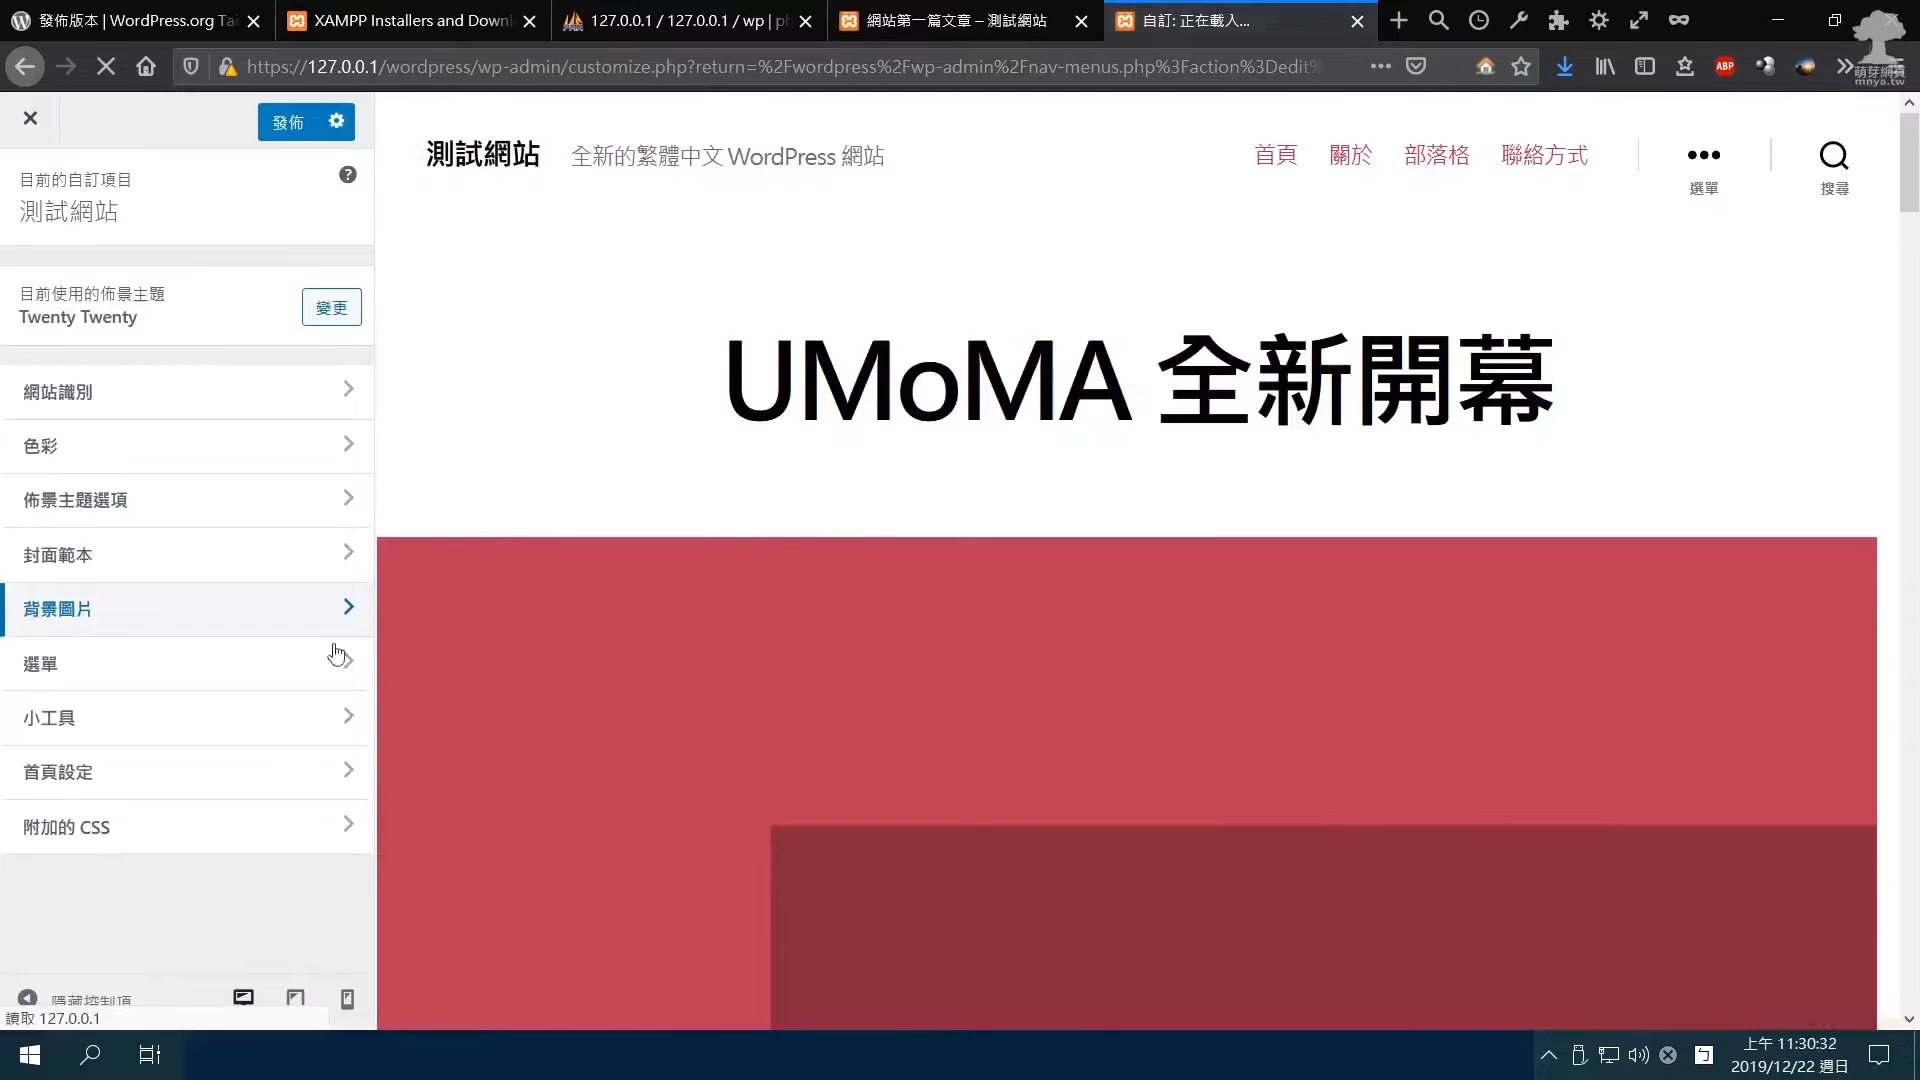 發佈版本 | WordPress.org Tai
XAMPP Installers and Downl
127.0.0.1 / 127.0.0.1 / wp | ph
網站第一篇文章 – 測試網站
自訂: 正在載入...
https://127.0.0.1/wordpress/wp-admin/customize.php?return=%2Fwordpress%2Fwp-admin%2Fnav-menus.php%3Faction%3Dedit%
ABP
萌芽網頁
mnya.tw
發佈
目前的自訂項目
測試網站
目前使用的佈景主題
Twenty Twenty
變更
網站識別
色彩
佈景主題選項
封面範本
背景圖片
選單
小工具
首頁設定
附加的 CSS
隱藏控制項
讀取 127.0.0.1
測試網站
全新的繁體中文 WordPress 網站
首頁 關於 部落格 聯絡方式
選單
搜尋
UMoMA 全新開幕
ㄅ
上午 11:30:32
2019/12/22 週日